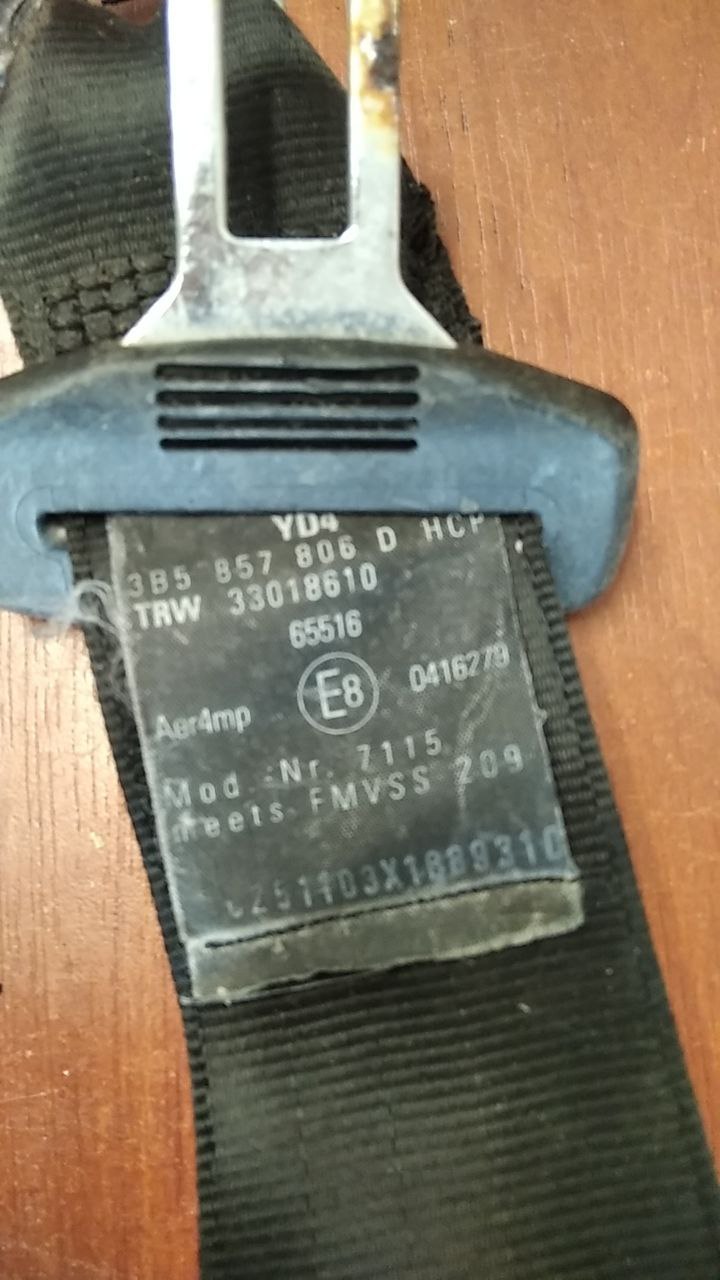 YD4
3B5 857 806 D HCP
TRW 33018610
65516
E8 0416279
Aer4mp
Mod.-Nr. 7115
meets FMVSS 209